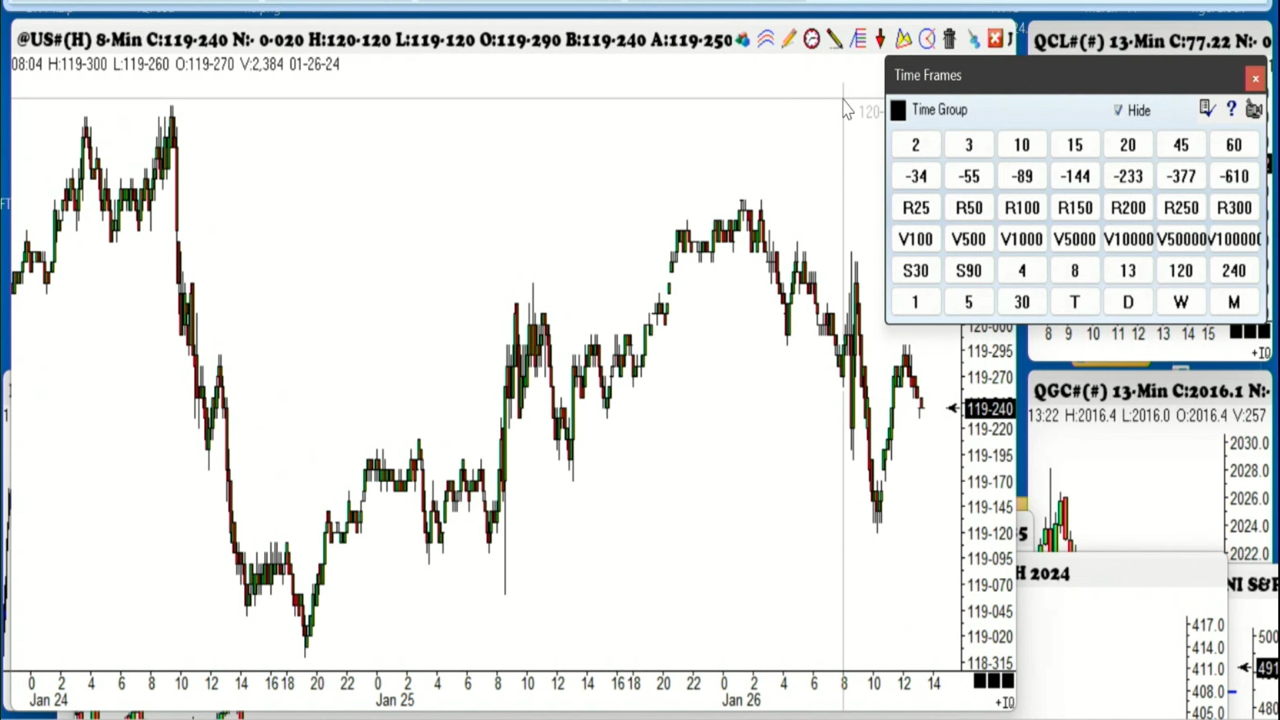 @US#(H) 8-Min C:119-240 N:- 0-020 H:120-120 L:119-120 O:119-290 B:119-240 A:119-250
08:04 H:119-300 L:119-260 O:119-270 V:2,384 01-26-24
120-
Time Frames
Time Group Hide ?
2 3 10 15 20 45 60
-34 -55 -89 -144 -233 -377 -610
R25 R50 R100 R150 R200 R250 R300
V100 V500 V1000 V5000 V10000 V50000 V100000
S30 S90 4 8 13 120 240
1 5 30 T D W M
120-000
119-295
119-270
119-240
119-220
119-195
119-170
119-145
119-120
119-095
119-070
119-045
119-020
118-315
0 2 4 6 8 10 12 14 16 18 20 22 0 2 4 6 8 10 12 14 16 18 20 22 0 2 4 6 8 10 12 14
Jan 24 Jan 25 Jan 26
+IO
QCL#(#) 13-Min C:77.22 N:- 0
8 9 10 11 12 13 14 15
+IO
QGC#(#) 13-Min C:2016.1 N:-
13:22 H:2016.4 L:2016.0 O:2016.4 V:257
2030.0
2028.0
2026.0
2024.0
2022.0
5
H 2024
417.0
414.0
411.0
408.0
405.0
NI S&P
500
491
480